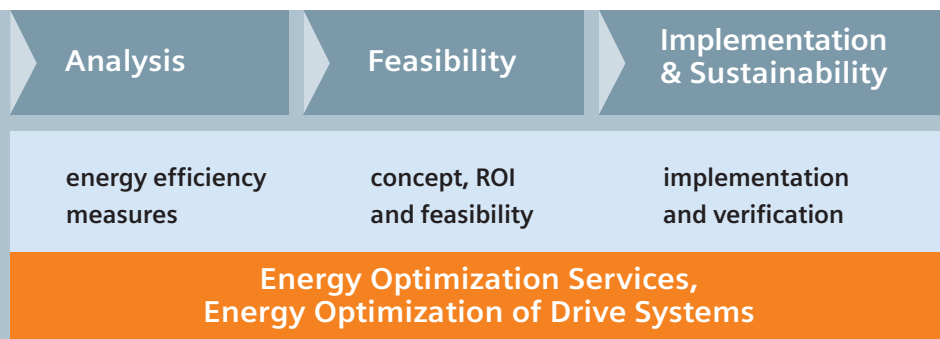 Analysis
Feasibility
Implementation
& Sustainability
energy efficiency
measures
concept, ROI
and feasibility
implementation
and verification
Energy Optimization Services,
Energy Optimization of Drive Systems